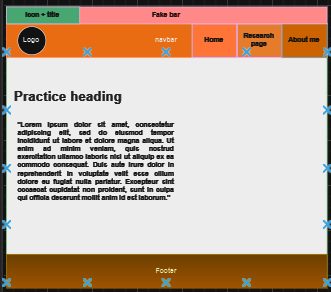 Icon + title
Fake bar
Logo
navbar
Home
Research
page
About me
Practice heading
"Lorem ipsum dolor sit amet, consectetur
adipiscing elit, sed do eiusmod tempor
incididunt ut labore et dolore magna aliqua. Ut
enim ad minim veniam, quis nostrud
exercitation ullamco laboris nisi ut aliquip ex ea
commodo consequat. Duis aute irure dolor in
reprehenderit in voluptate velit esse cillum
dolore eu fugiat nulla pariatur. Excepteur sint
occaecat cupidatat non proident, sunt in culpa
qui officia deserunt mollit anim id est laborum."
Footer